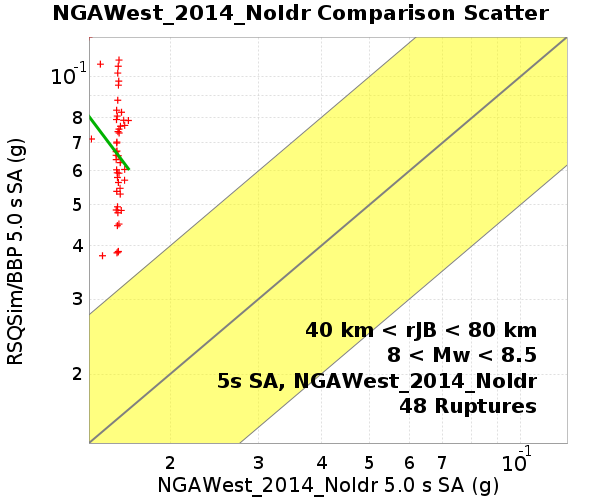 NGAWest_2014_NoIdr Comparison Scatter
RSQSim/BBP 5.0 s SA (g)
10-1
8
7
6
5
4
3
2
40 km < rJB < 80 km
8 < Mw < 8.5
5s SA, NGAWest_2014_NoIdr
48 Ruptures
2 3 4 5 6 7 10-1
NGAWest_2014_NoIdr 5.0 s SA (g)